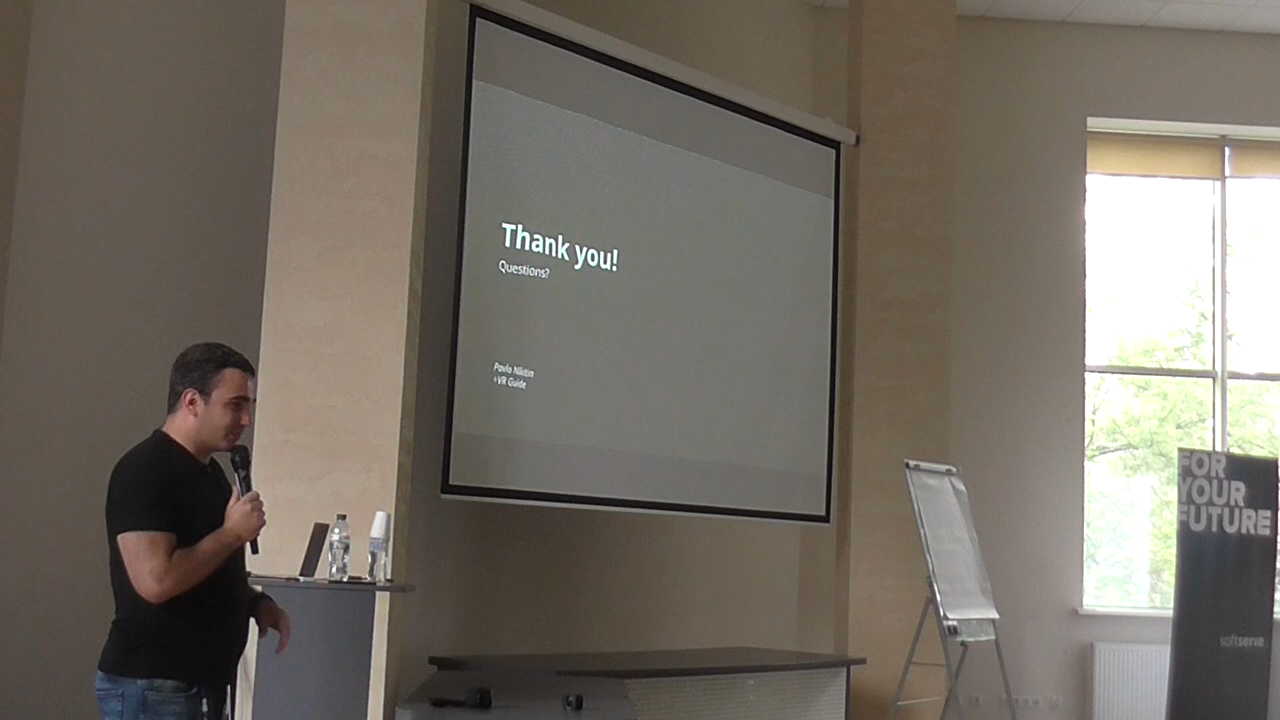 Thank you!
Questions?
Pavlo Nikitin
+VR Guide
FOR
YOUR
FUTURE
softserve